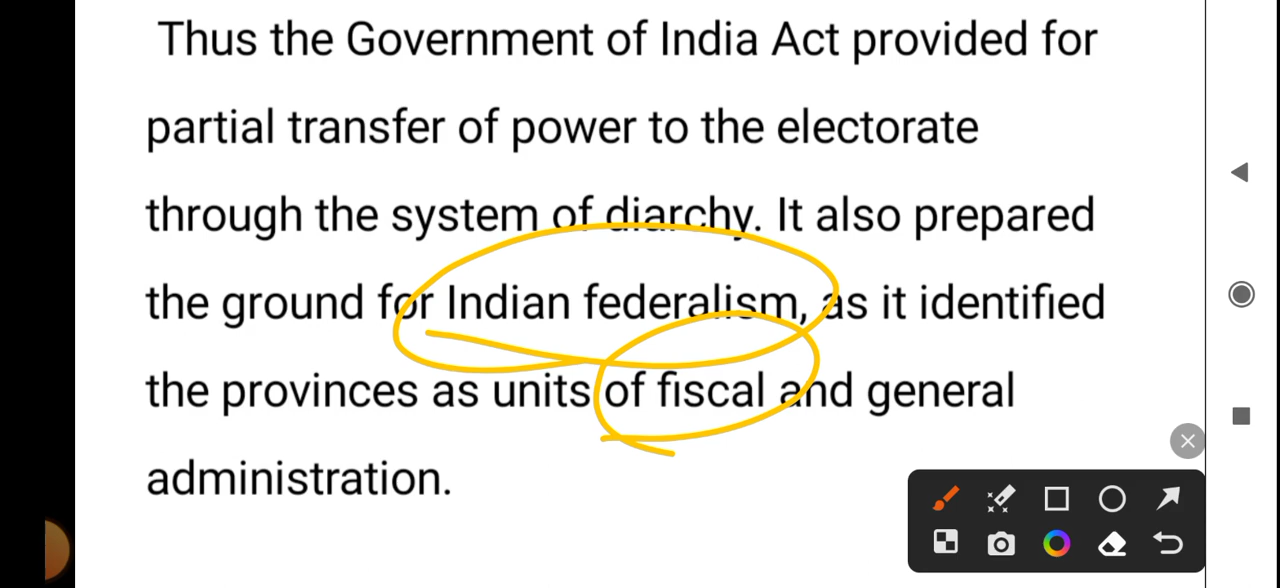 Thus the Government of India Act provided for
partial transfer of power to the electorate
through the system of diarchy. It also prepared
the ground for Indian federalism, as it identified
the provinces as units of fiscal and general
administration.